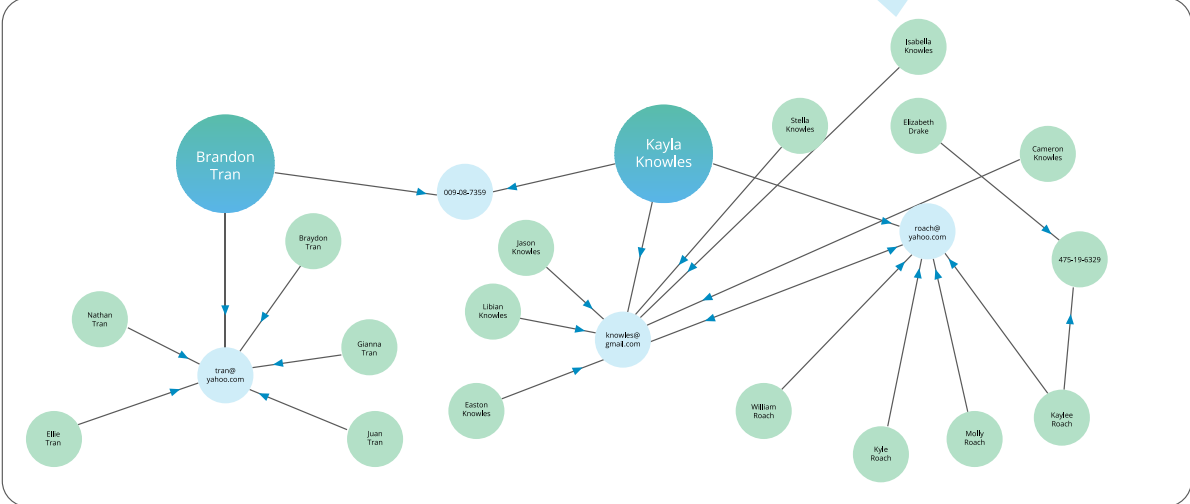 Isabella
Knowles
Stella
Knowles
Elizabeth
Drake
Brandon
Tran
Kayla
Knowles
Cameron
Knowles
009-08-7359
roach@
yahoo.com
Braydon
Tran
Jason
Knowles
475-19-6329
Nathan
Tran
Libian
Knowles
Gianna
Tran
knowles@
gmail.com
tran@
yahoo.com
Easton
Knowles
William
Roach
Kaylee
Roach
Ellie
Tran
Juan
Tran
Kyle
Roach
Molly
Roach